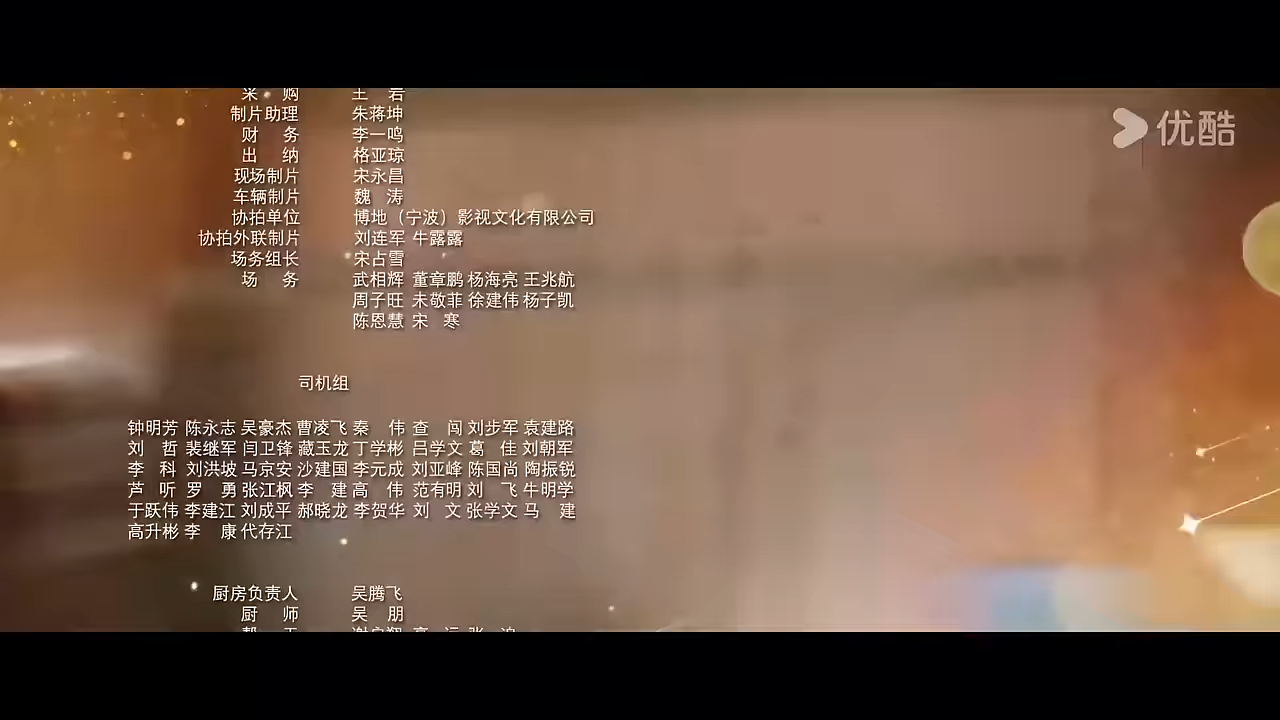 采 购 王 岩
优酷
制片助理 朱蒋坤
财 务 李一鸣
出 纳 格亚琼
现场制片 宋永昌
车辆制片 魏 涛
协拍单位 博地（宁波）影视文化有限公司
协拍外联制片 刘连军 牛露露
场务组长 宋占雪
场 务 武相辉 董章鹏 杨海亮 王兆航
周子旺 未敬菲 徐建伟 杨子凯
陈恩慧 宋 寒
司机组
钟明芳 陈永志 吴豪杰 曹凌飞 秦 伟 查 闯 刘步军 袁建路
刘 哲 裴继军 闫卫锋 藏玉龙 丁学彬 吕学文 葛 佳 刘朝军
李 科 刘洪坡 马京安 沙建国 李元成 刘亚峰 陈国尚 陶振锐
芦 听 罗 勇 张江枫 李 建 高 伟 范有明 刘 飞 牛明学
于跃伟 李建江 刘成平 郝晓龙 李贺华 刘 文 张学文 马 建
高升彬 李 康 代存江
厨房负责人 吴腾飞
厨 师 吴 朋